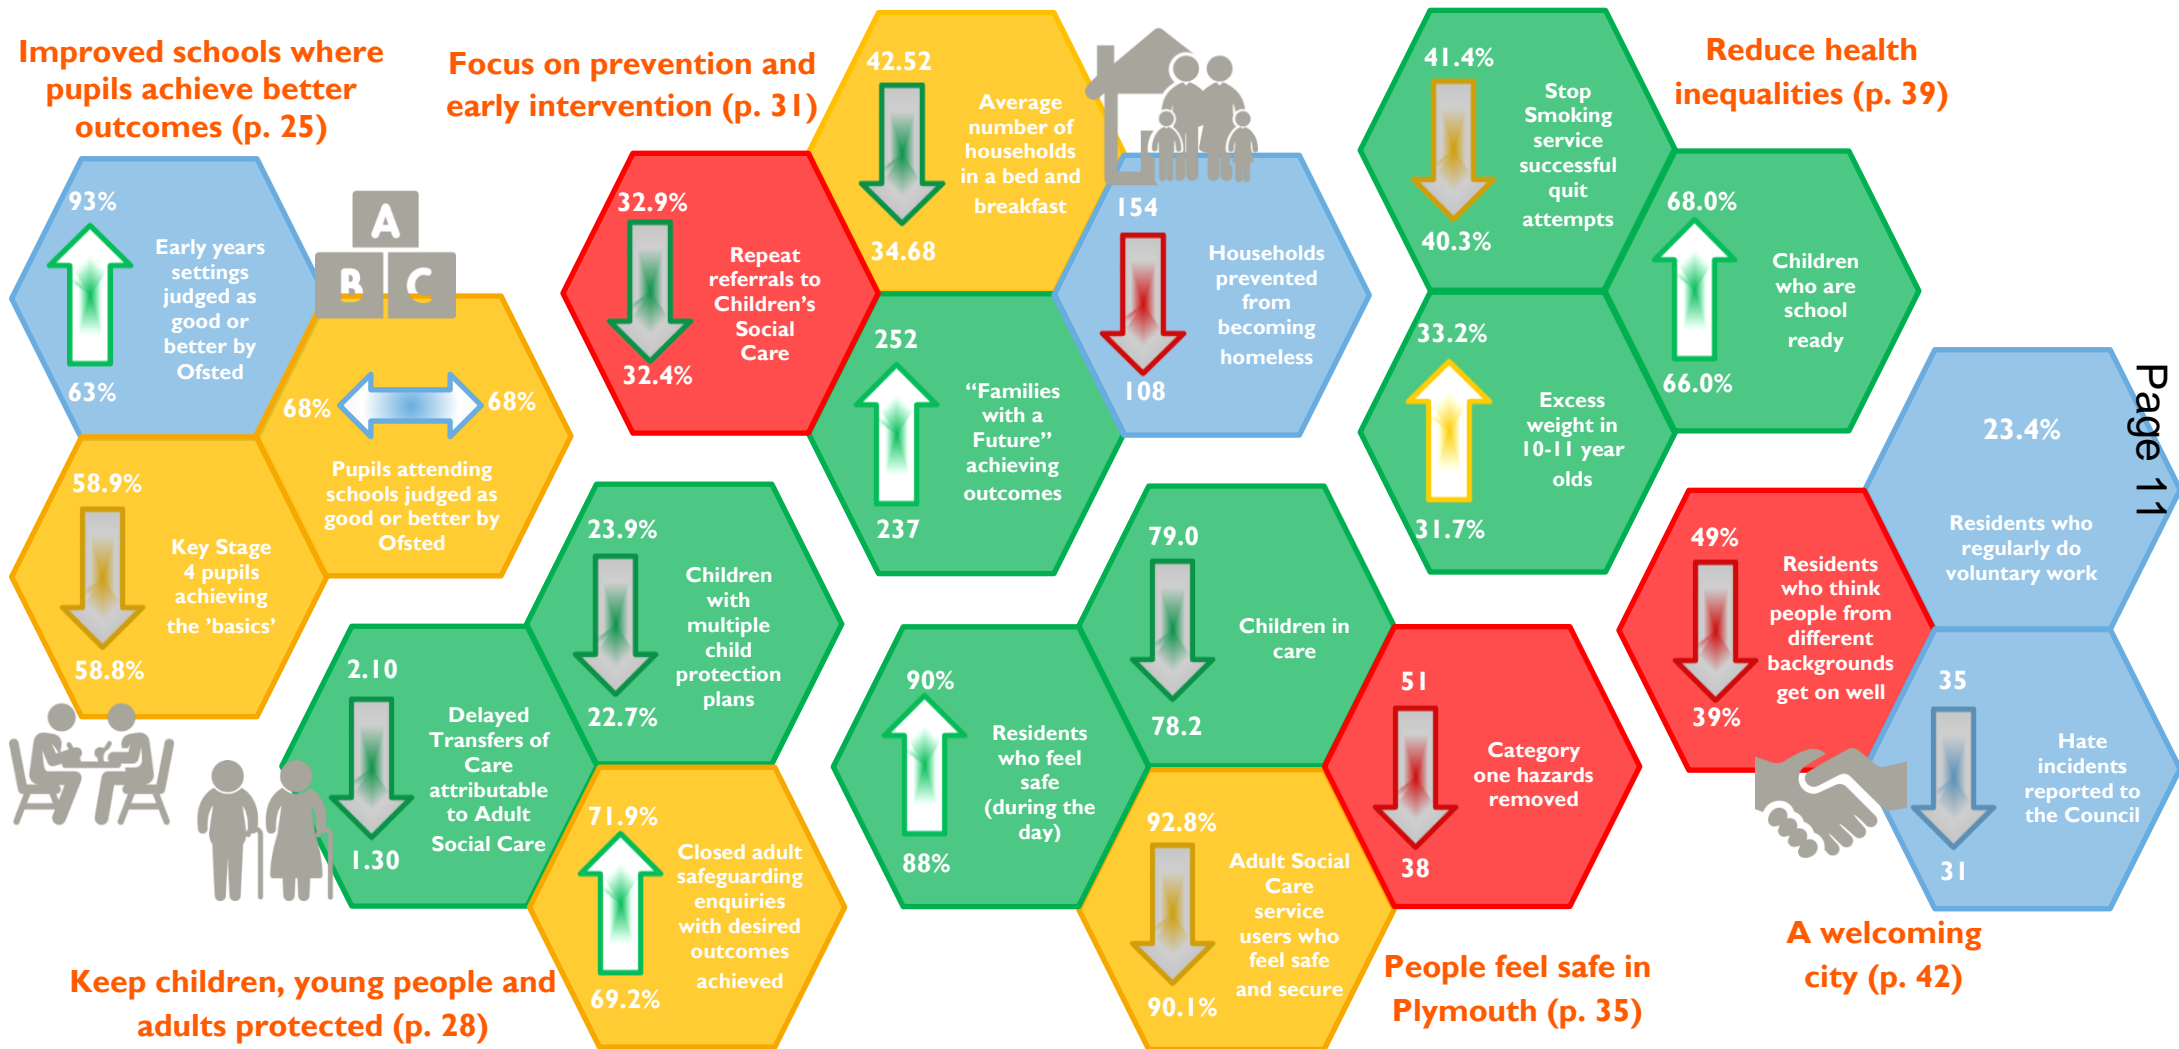 Improved schools where
pupils achieve better
outcomes (p. 25)
93%
Early years
settings
judged as
good or
better by
Ofsted
63%
A
B C
68%
68%
Pupils attending
schools judged as
good or better by
Ofsted
58.9%
Key Stage
4 pupils
achieving
the 'basics'
58.8%
Focus on prevention and
early intervention (p. 31)
42.52
Average
number of
households
in a bed and
breakfast
34.68
32.9%
Repeat
referrals to
Children's
Social
Care
32.4%
154
Households
prevented
from
becoming
homeless
108
252
“Families
with a
Future”
achieving
outcomes
237
Reduce health
inequalities (p. 39)
41.4%
Stop
Smoking
service
successful
quit
attempts
40.3%
68.0%
Children
who are
school
ready
66.0%
33.2%
Excess
weight in
10-11 year
olds
31.7%
23.9%
Children
with
multiple
child
protection
plans
22.7%
2.10
Delayed
Transfers of
Care
attributable
to Adult
Social Care
1.30
71.9%
Closed adult
safeguarding
enquiries
with desired
outcomes
achieved
69.2%
Keep children, young people and
adults protected (p. 28)
79.0
Children in
care
78.2
90%
Residents
who feel
safe
(during the
day)
88%
51
Category
one hazards
removed
38
92.8%
Adult Social
Care
service
users who
feel safe
and secure
90.1%
People feel safe in
Plymouth (p. 35)
23.4%
Residents who
regularly do
voluntary work
49%
Residents
who think
people from
different
backgrounds
get on well
39%
35
Hate
incidents
reported to
the Council
31
A welcoming
city (p. 42)
Page 11